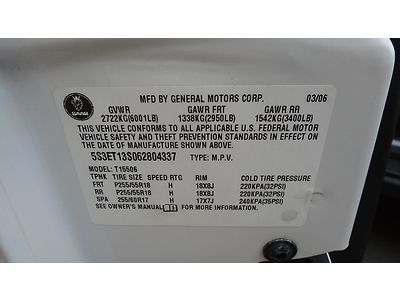 SAAB
MFD BY GENERAL MOTORS CORP. 03/06
GVWR GAWR FRT GAWR RR
2722KG(6001LB) 1338KG(2950LB) 1542KG(3400LB)
THIS VEHICLE CONFORMS TO ALL APPLICABLE U.S. FEDERAL MOTOR
VEHICLE SAFETY AND THEFT PREVENTION STANDARDS IN EFFECT ON
THE DATE OF MANUFACTURE SHOWN ABOVE.
5S3ET13S062804337 TYPE: M.P.V.
MODEL: T15506
TPHK TIRE SIZE SPEED RTG RIM COLD TIRE PRESSURE
FRT P255/55R18 H 18X8J 220KPA(32PSI)
RR P255/55R18 H 18X8J 220KPA(32PSI)
SPA 255/60R17 H 17X7J 240KPA(35PSI)
SEE OWNER'S MANUAL FOR MORE INFORMATION.